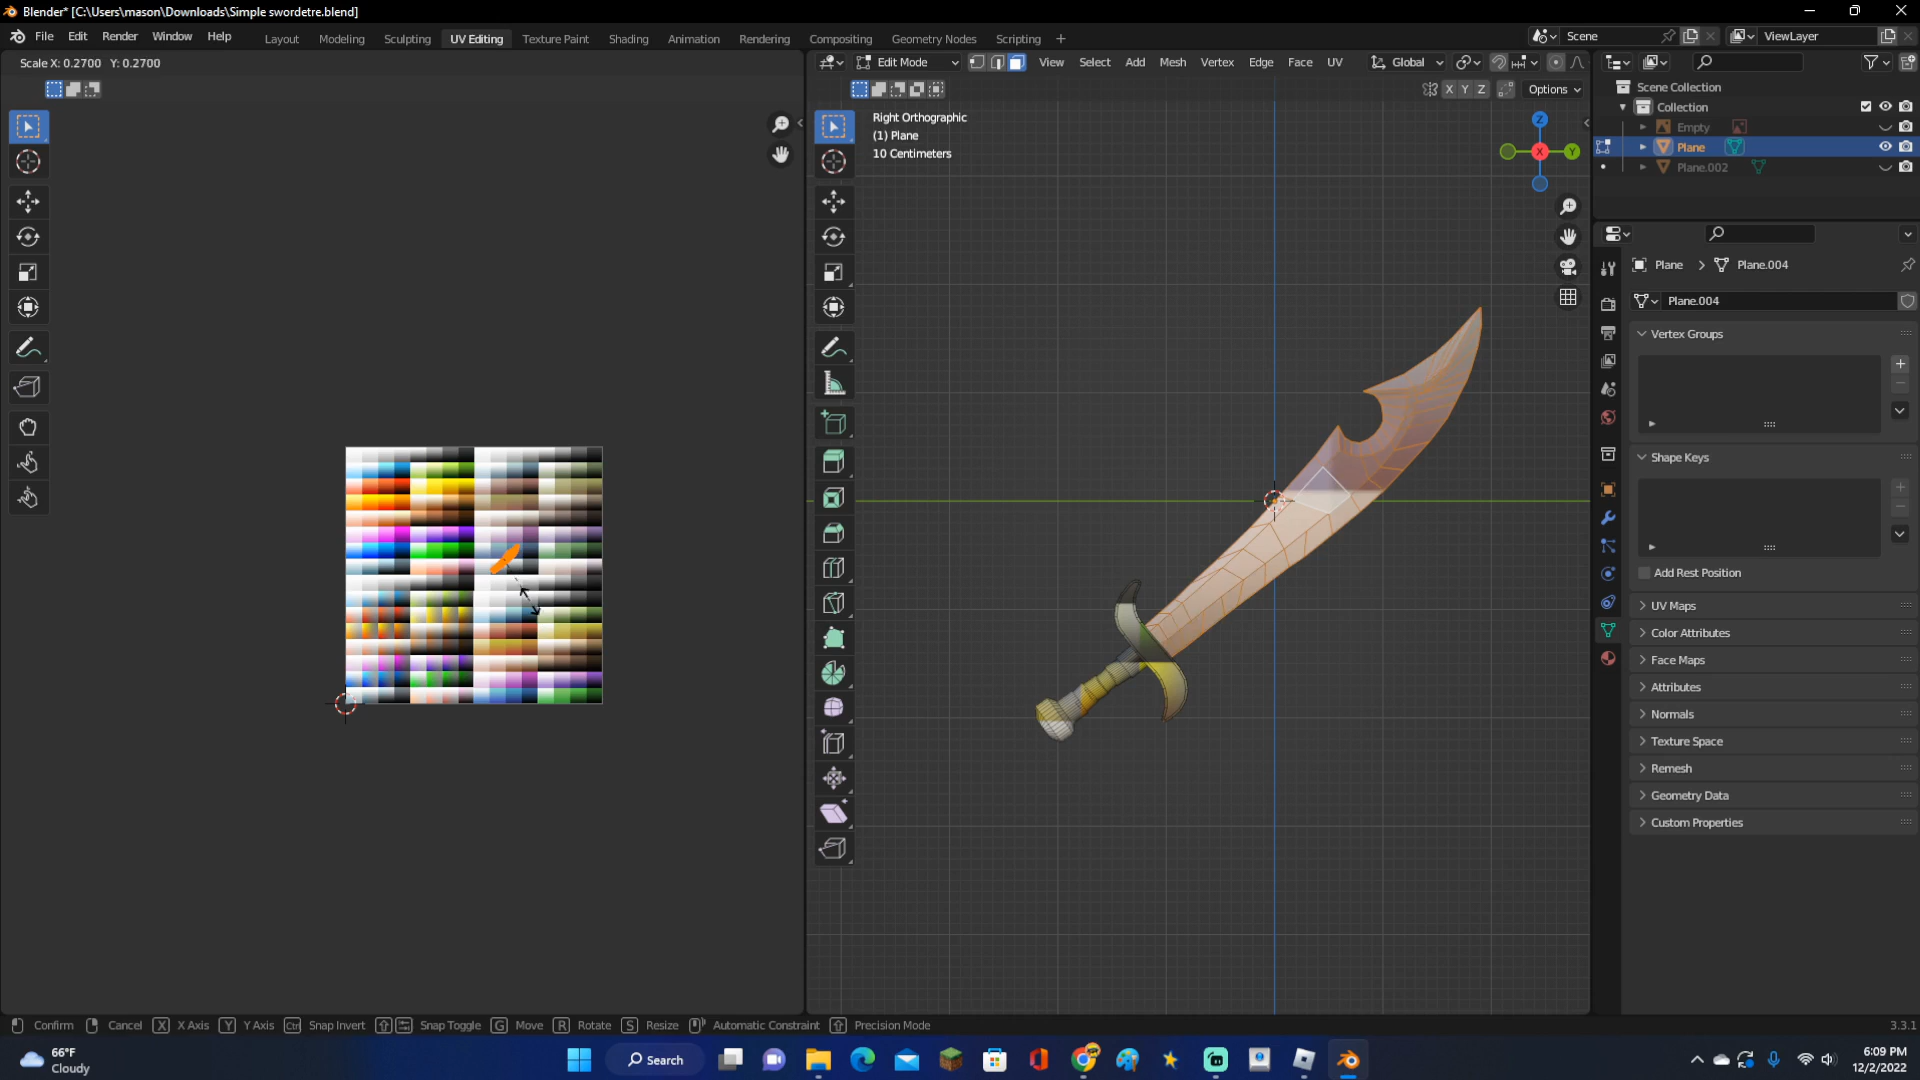 Blender* [C:\Users\mason\Downloads\Simple swordetre.blend]
File Edit Render Window Help Layout Modeling Sculpting UV Editing Texture Paint Shading Animation Rendering Compositing Geometry Nodes Scripting Scene ViewLayer
Scale X: 0.2700 Y: 0.2700
Edit Mode View Select Add Mesh Vertex Edge Face UV Global
X Y Z Options
Scene Collection
Collection
Empty
Plane
Plane.002
Right Orthographic
(1) Plane
10 Centimeters
Z
X
Y
Plane Plane.004
Plane.004
Vertex Groups
Shape Keys
Add Rest Position
UV Maps
Color Attributes
Face Maps
Attributes
Normals
Texture Space
Remesh
Geometry Data
Custom Properties
Confirm Cancel X X Axis Y Y Axis Ctrl Snap Invert Snap Toggle G Move R Rotate S Resize Automatic Constraint Precision Mode 3.3.1
66°F
Cloudy
Search
6:09 PM
12/2/2022